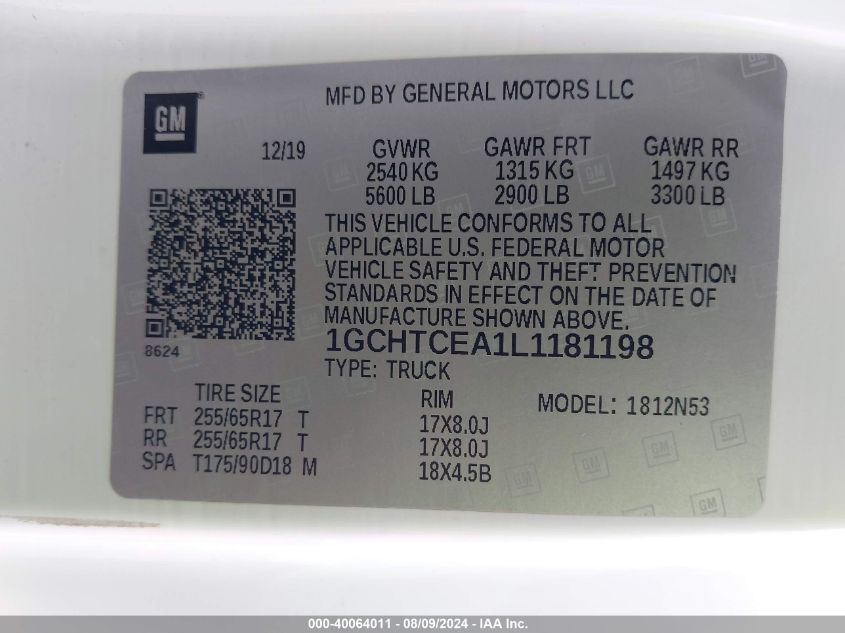 MFD BY GENERAL MOTORS LLC
GM
12/19 GVWR GAWR FRT GAWR RR
2540 KG 1315 KG 1497 KG
5600 LB 2900 LB 3300 LB
THIS VEHICLE CONFORMS TO ALL
APPLICABLE U.S. FEDERAL MOTOR
VEHICLE SAFETY AND THEFT PREVENTION
STANDARDS IN EFFECT ON THE DATE OF
MANUFACTURE SHOWN ABOVE.
8624
1GCHTCEA1L1181198
TYPE: TRUCK
TIRE SIZE RIM MODEL: 1812N53
FRT 255/65R17 T 17X8.0J
RR 255/65R17 T 17X8.0J
SPA T175/90D18 M 18X4.5B
000-40064011 - 08/09/2024 - IAA Inc.